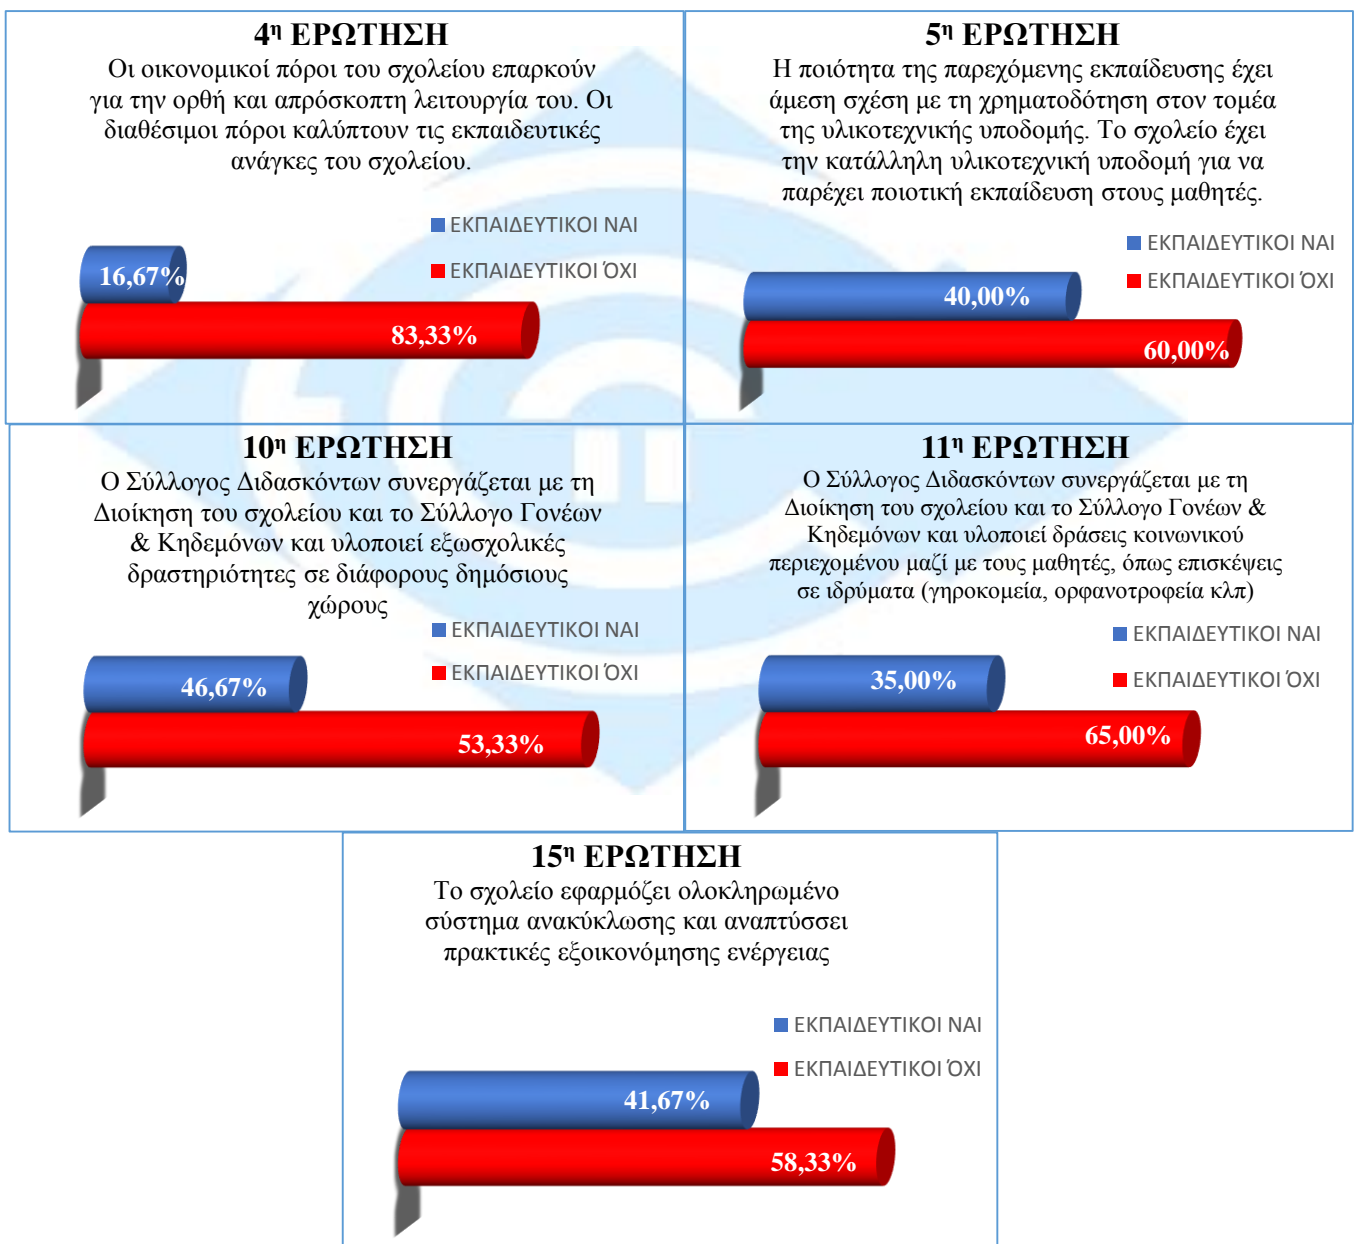 4η ΕΡΩΤΗΣΗ
Οι οικονομικοί πόροι του σχολείου επαρκούν
για την ορθή και απρόσκοπτη λειτουργία του. Οι
διαθέσιμοι πόροι καλύπτουν τις εκπαιδευτικές
ανάγκες του σχολείου.
ΕΚΠΑΙΔΕΥΤΙΚΟΙ ΝΑΙ
ΕΚΠΑΙΔΕΥΤΙΚΟΙ ΌΧΙ
16,67%
83,33%
5η ΕΡΩΤΗΣΗ
Η ποιότητα της παρεχόμενης εκπαίδευσης έχει
άμεση σχέση με τη χρηματοδότηση στον τομέα
της υλικοτεχνικής υποδομής. Το σχολείο έχει
την κατάλληλη υλικοτεχνική υποδομή για να
παρέχει ποιοτική εκπαίδευση στους μαθητές.
ΕΚΠΑΙΔΕΥΤΙΚΟΙ ΝΑΙ
ΕΚΠΑΙΔΕΥΤΙΚΟΙ ΌΧΙ
40,00%
60,00%
10η ΕΡΩΤΗΣΗ
Ο Σύλλογος Διδασκόντων συνεργάζεται με τη
Διοίκηση του σχολείου και το Σύλλογο Γονέων
& Κηδεμόνων και υλοποιεί εξωσχολικές
δραστηριότητες σε διάφορους δημόσιους
χώρους
ΕΚΠΑΙΔΕΥΤΙΚΟΙ ΝΑΙ
ΕΚΠΑΙΔΕΥΤΙΚΟΙ ΌΧΙ
46,67%
53,33%
11η ΕΡΩΤΗΣΗ
Ο Σύλλογος Διδασκόντων συνεργάζεται με τη
Διοίκηση του σχολείου και το Σύλλογο Γονέων &
Κηδεμόνων και υλοποιεί δράσεις κοινωνικού
περιεχομένου μαζί με τους μαθητές, όπως επισκέψεις
σε ιδρύματα (γηροκομεία, ορφανοτροφεία κλπ)
ΕΚΠΑΙΔΕΥΤΙΚΟΙ ΝΑΙ
ΕΚΠΑΙΔΕΥΤΙΚΟΙ ΌΧΙ
35,00%
65,00%
15η ΕΡΩΤΗΣΗ
Το σχολείο εφαρμόζει ολοκληρωμένο
σύστημα ανακύκλωσης και αναπτύσσει
πρακτικές εξοικονόμησης ενέργειας
ΕΚΠΑΙΔΕΥΤΙΚΟΙ ΝΑΙ
ΕΚΠΑΙΔΕΥΤΙΚΟΙ ΌΧΙ
41,67%
58,33%